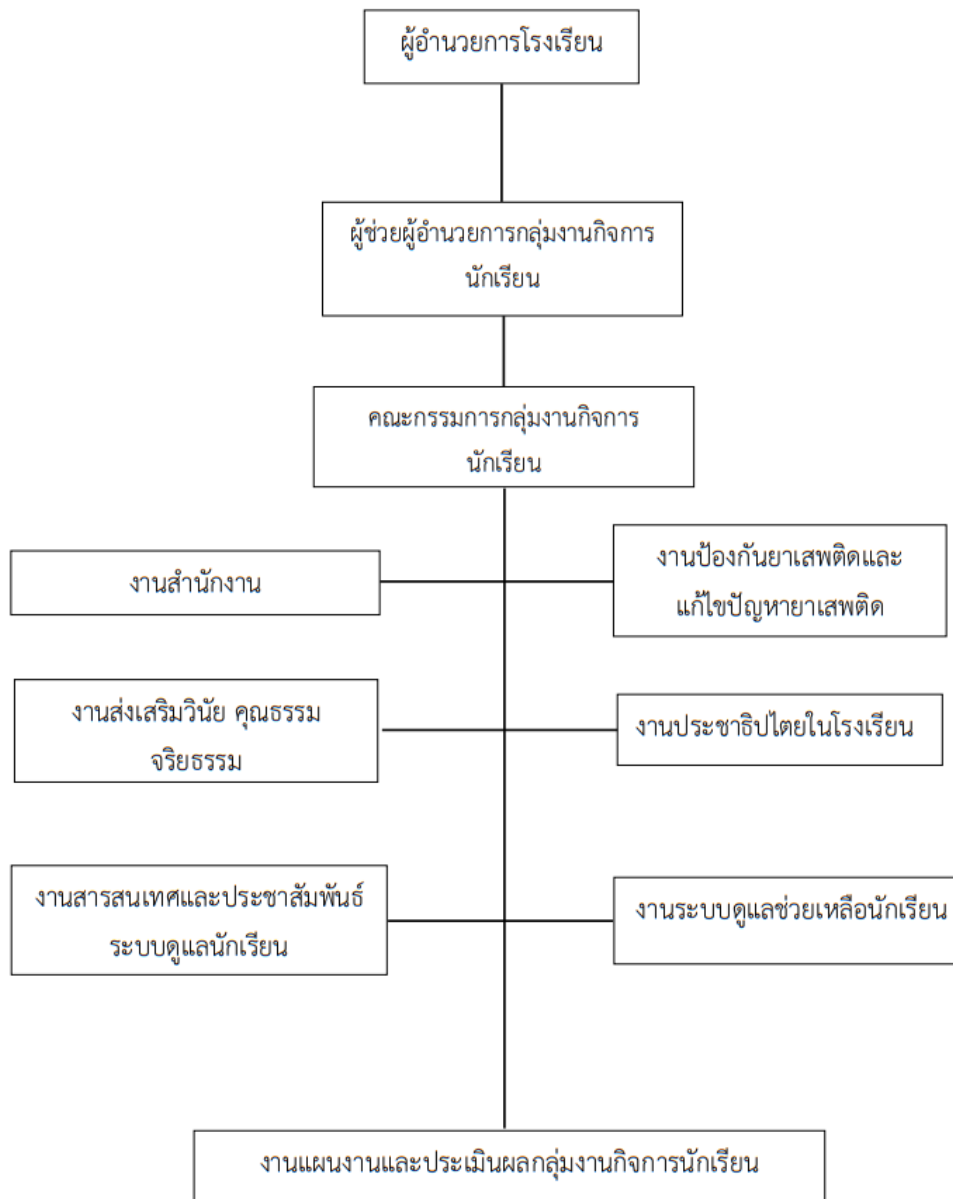 ผู้อำนวยการโรงเรียน
ผู้ช่วยผู้อำนวยการกลุ่มงานกิจการ
นักเรียน
คณะกรรมการกลุ่มงานกิจการ
นักเรียน
งานสำนักงาน
งานป้องกันยาเสพติดและ
แก้ไขปัญหายาเสพติด
งานส่งเสริมวินัย คุณธรรม
จริยธรรม
งานประชาธิปไตยในโรงเรียน
งานสารสนเทศและประชาสัมพันธ์
ระบบดูแลนักเรียน
งานระบบดูแลช่วยเหลือนักเรียน
งานแผนงานและประเมินผลกลุ่มงานกิจการนักเรียน